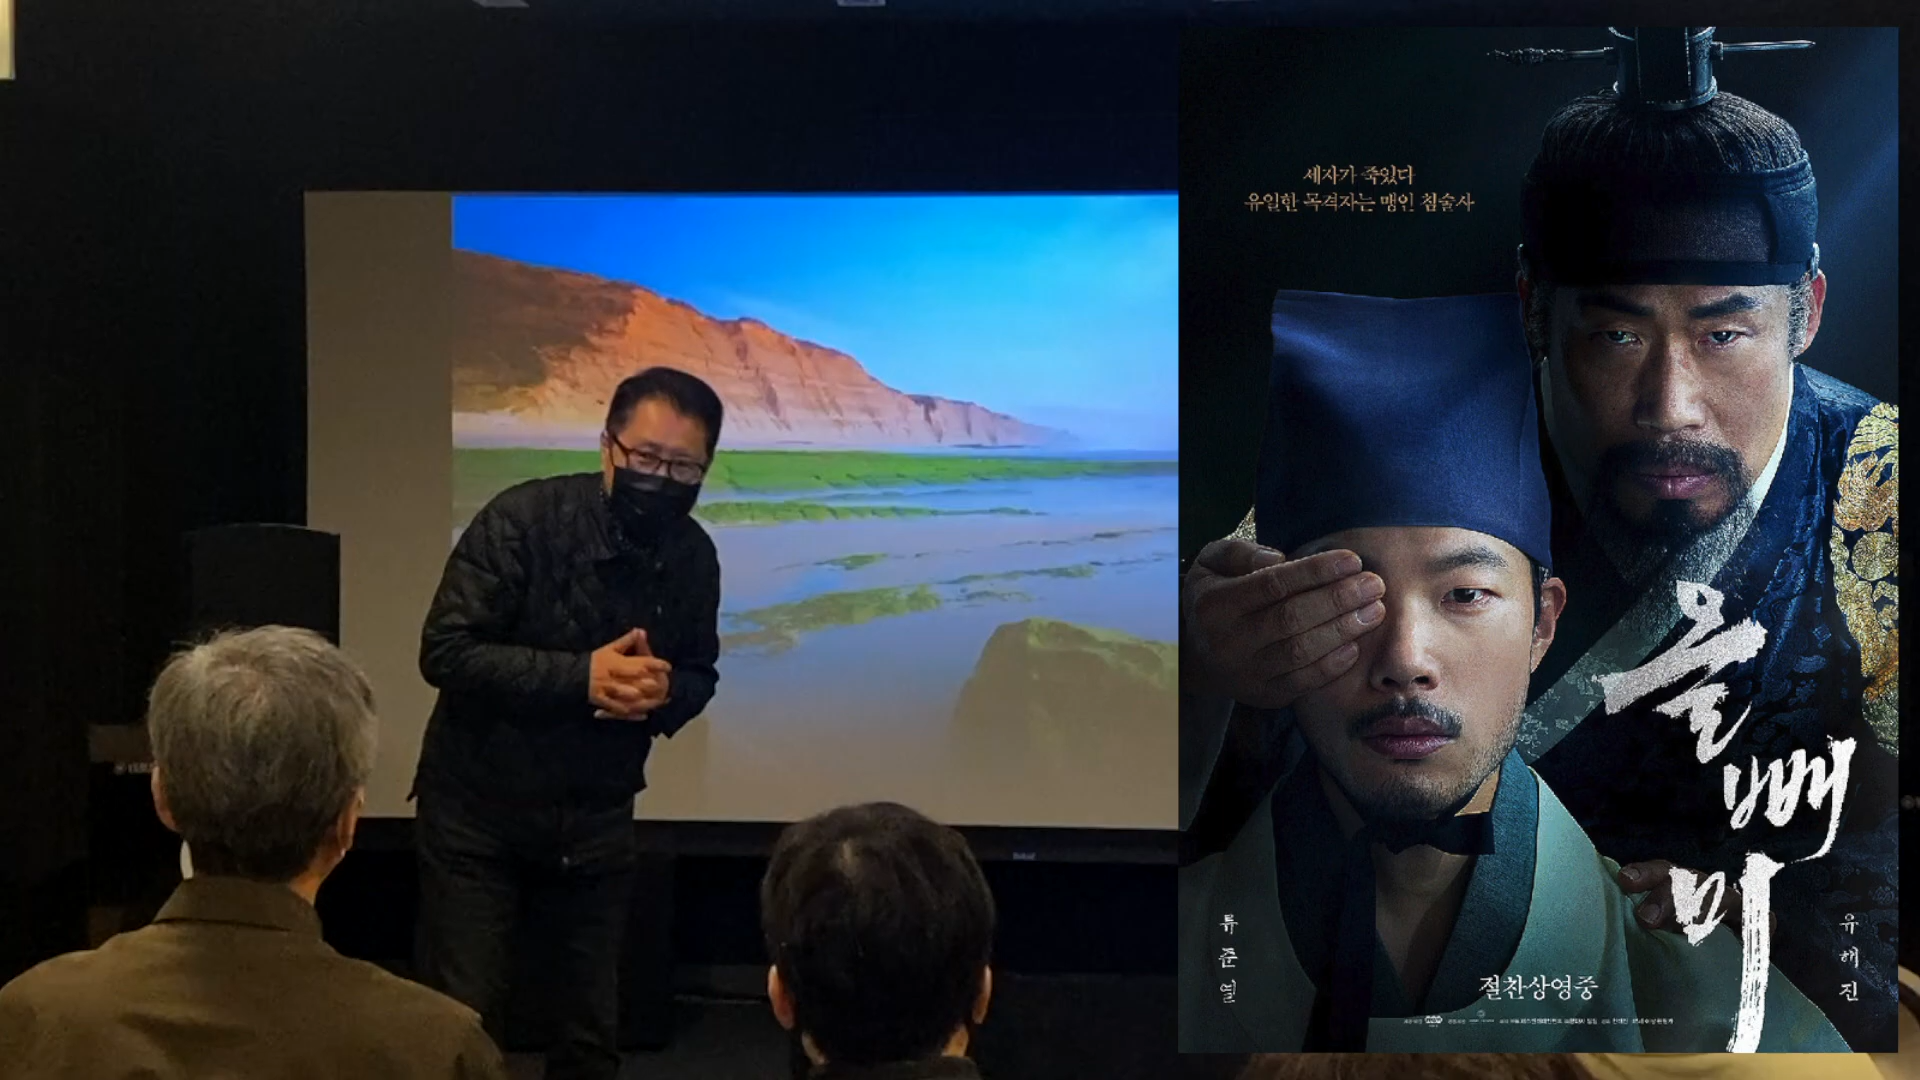 세자가 죽었다
유일한 목격자는 맹인 침술사
올빼미
류준열
유해진
절찬상영중